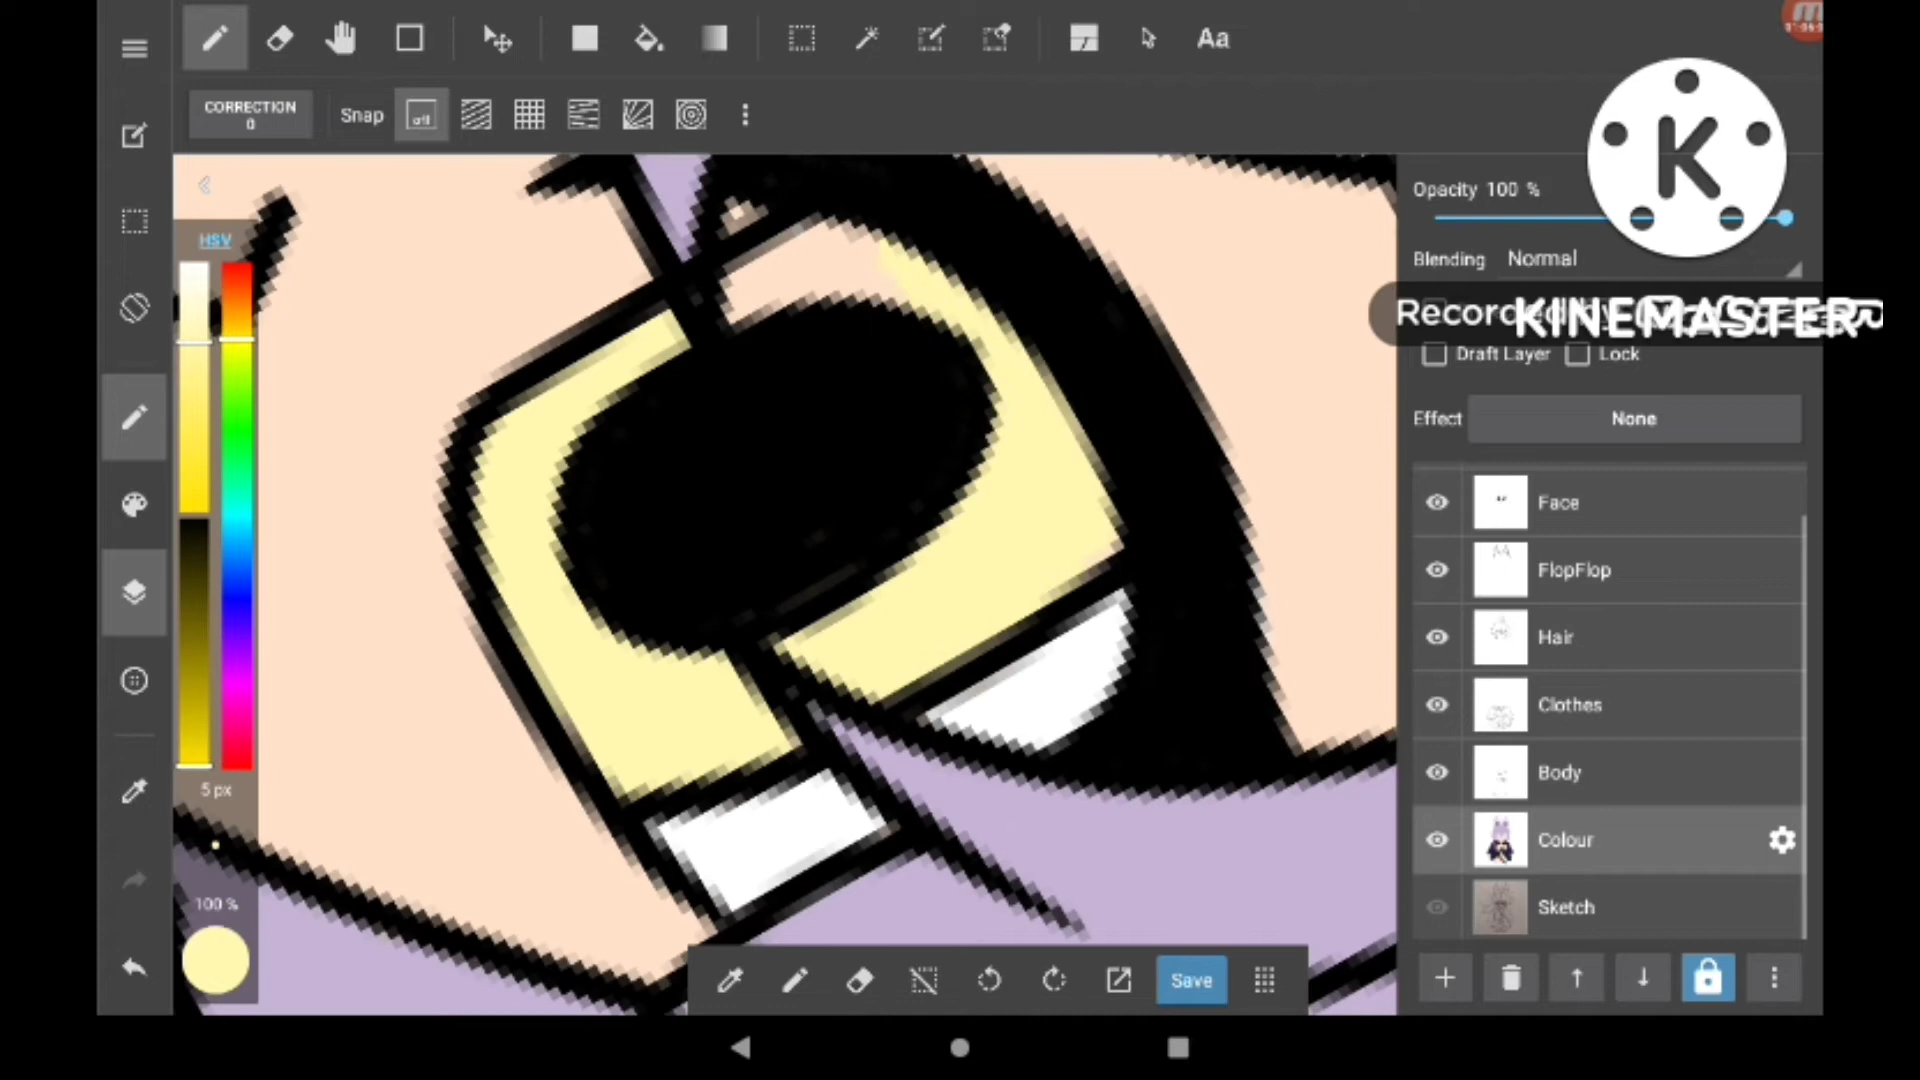 Aa
CORRECTION
0
Snap
off
HSV
Opacity 100 %
K
Blending Normal
KINEMASTER
Draft Layer Lock
Effect None
Face
FlopFlop
Hair
Clothes
Body
Colour
Sketch
5 px
100 %
Save